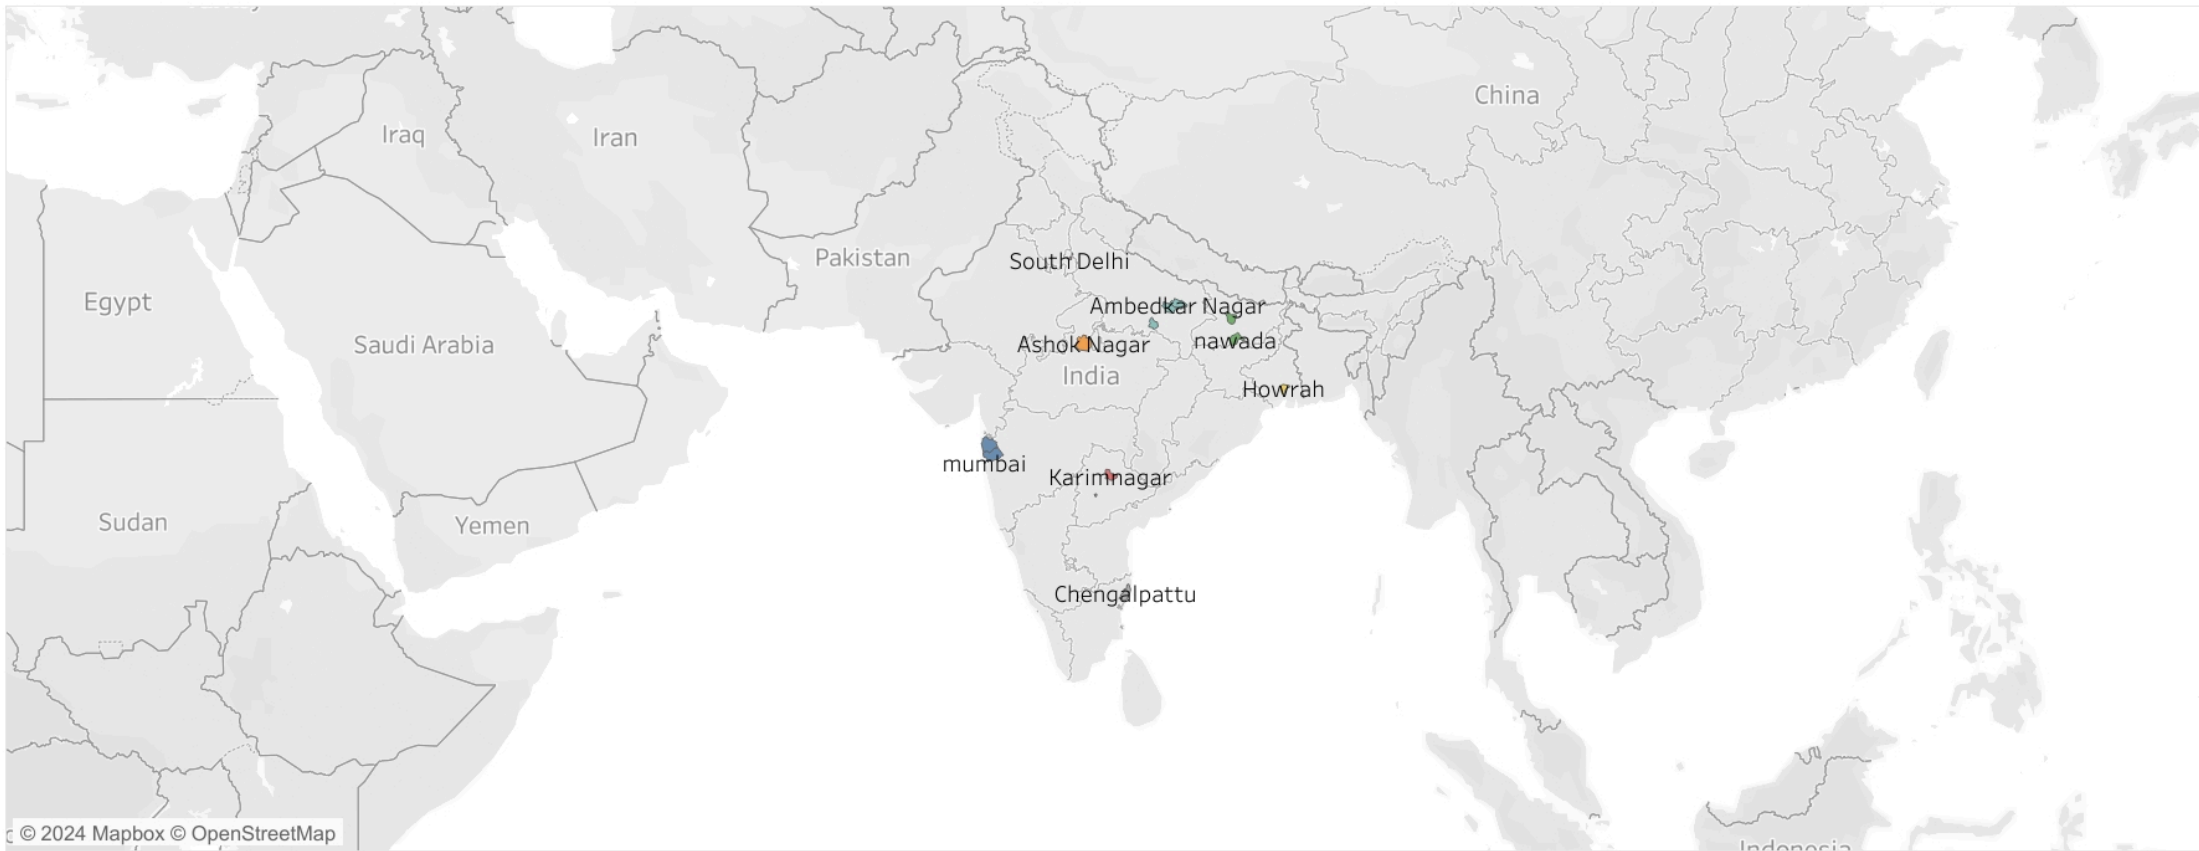 China
Iraq
Iran
Pakistan
South Delhi
Egypt
Ambedkar Nagar
Saudi Arabia
Ashok Nagar
nawada
India
Howrah
mumbai
Karimnagar
Sudan
Yemen
Chengalpattu
© 2024 Mapbox © OpenStreetMap
Indonesia